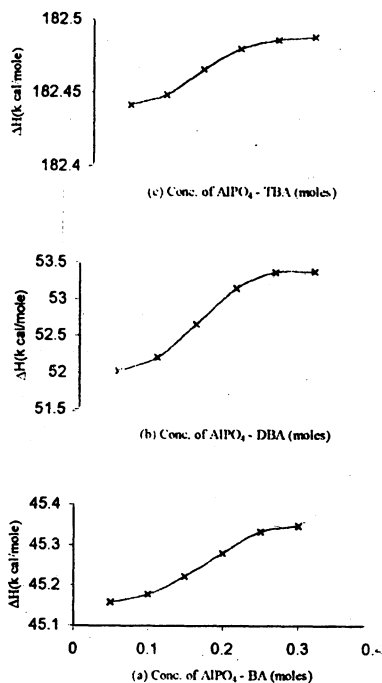 182.5
182.45
182.4
ΔH(k cal/mole)
(c) Conc. of AlPO₄ - TBA (moles)
53.5
53
52.5
52
51.5
ΔH(k cal/mole)
(b) Conc. of AlPO₄ - DBA (moles)
45.4
45.3
45.2
45.1
ΔH(k cal/mole)
0 0.1 0.2 0.3 0.4
(a) Conc. of AlPO₄ - BA (moles)